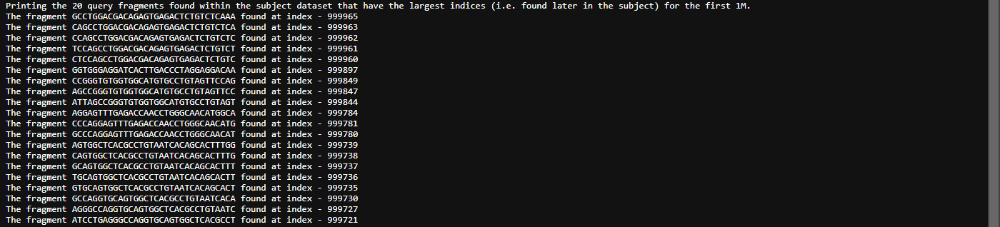 Printing the 20 query fragments found within the subject dataset that have the largest indices (i.e. found later in the subject) for the first 1M.
The fragment GCCTGGACGACAGAGTGAGACTCTGTCTCAAA found at index - 999965
The fragment CAGCCTGGACGACAGAGTGAGACTCTGTCTCA found at index - 999963
The fragment CCAGCCTGGACGACAGAGTGAGACTCTGTCTC found at index - 999962
The fragment TCCAGCCTGGACGACAGAGTGAGACTCTGTCT found at index - 999961
The fragment CTCCAGCCTGGACGACAGAGTGAGACTCTGTC found at index - 999960
The fragment GGTGGGAGGATCACTTGACCCTAGGAGGACAA found at index - 999897
The fragment CCGGGTGTGGTGGCATGTGCCTGTAGTTCCAG found at index - 999849
The fragment AGCCGGGTGTGGTGGCATGTGCCTGTAGTTCC found at index - 999847
The fragment ATTAGCCGGGTGTGGTGGCATGTGCCTGTAGT found at index - 999844
The fragment AGGAGTTTGAGACCAACCTGGGCAACATGGCA found at index - 999784
The fragment CCCAGGAGTTTGAGACCAACCTGGGCAACATG found at index - 999781
The fragment GCCCAGGAGTTTGAGACCAACCTGGGCAACAT found at index - 999780
The fragment AGTGGCTCACGCCTGTAATCACAGCACTTTGG found at index - 999739
The fragment CAGTGGCTCACGCCTGTAATCACAGCACTTTG found at index - 999738
The fragment GCAGTGGCTCACGCCTGTAATCACAGCACTTT found at index - 999737
The fragment TGCAGTGGCTCACGCCTGTAATCACAGCACTT found at index - 999736
The fragment GTGCAGTGGCTCACGCCTGTAATCACAGCACT found at index - 999735
The fragment GCCAGGTGCAGTGGCTCACGCCTGTAATCACA found at index - 999730
The fragment AGGGCCAGGTGCAGTGGCTCACGCCTGTAATC found at index - 999727
The fragment ATCCTGAGGGCCAGGTGCAGTGGCTCACGCCT found at index - 999721